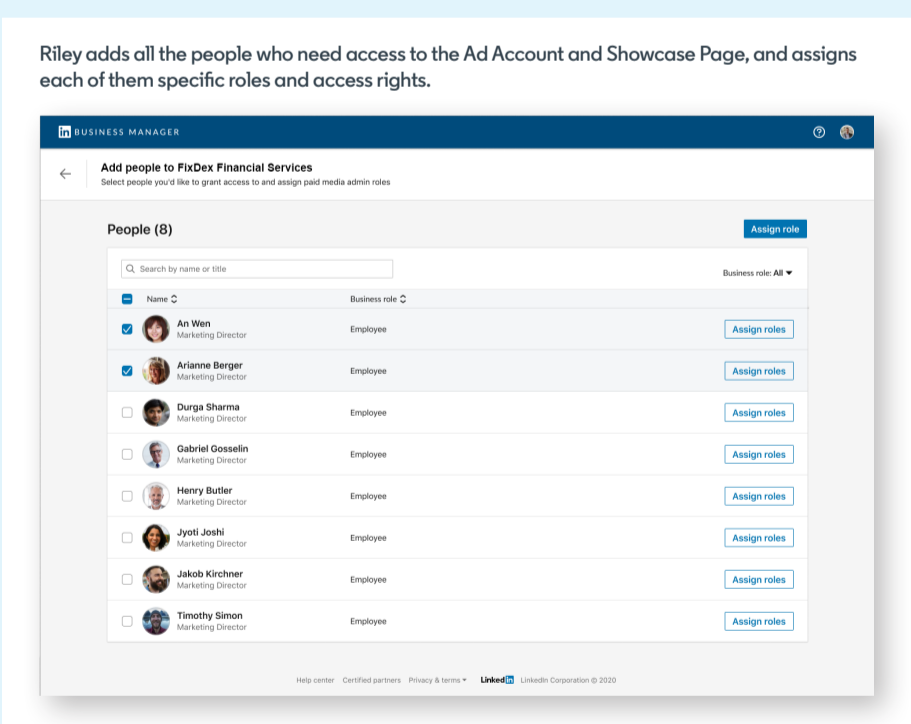 Riley adds all the people who need access to the Ad Account and Showcase Page, and assigns
each of them specific roles and access rights.
in BUSINESS MANAGER
Add people to FixDex Financial Services
Select people you'd like to grant access to and assign paid media admin roles
People (8)
Assign role
Search by name or title
Business role: All
Name Business role
An Wen
Marketing Director
Employee
Assign roles
Arianne Berger
Marketing Director
Employee
Assign roles
Durga Sharma
Marketing Director
Employee
Assign roles
Gabriel Gosselin
Marketing Director
Employee
Assign roles
Henry Butler
Marketing Director
Employee
Assign roles
Jyoti Joshi
Marketing Director
Employee
Assign roles
Jakob Kirchner
Marketing Director
Employee
Assign roles
Timothy Simon
Marketing Director
Employee
Assign roles
Help center Certified partners Privacy & terms LinkedIn LinkedIn Corporation © 2020